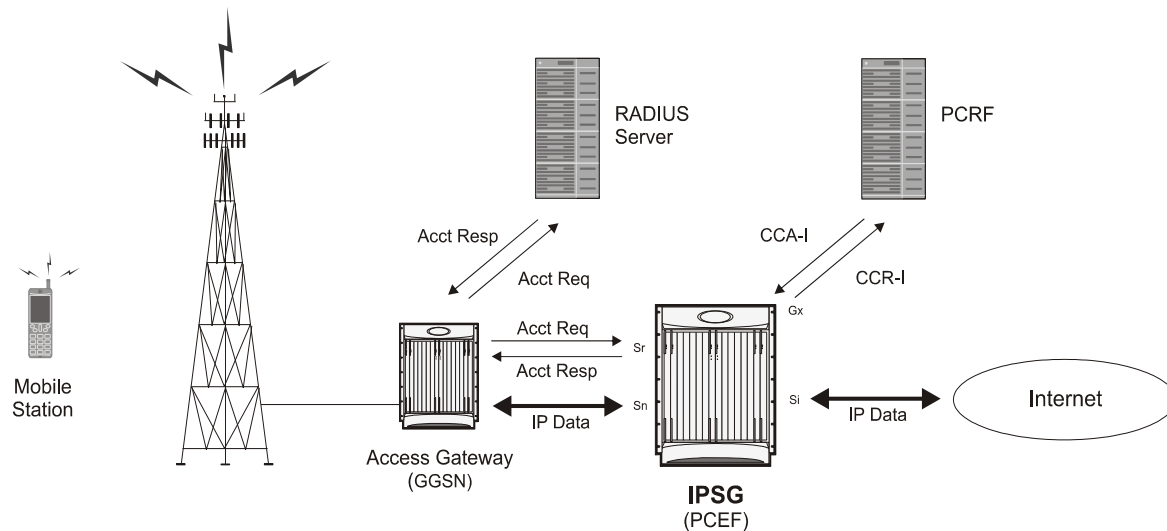 RADIUS
Server
PCRF
Acct Resp
Acct Req
CCA-I
CCR-I
Gx
Acct Req
Sr
Acct Resp
Mobile
Station
Sn
IP Data
Si
IP Data
Internet
Access Gateway
(GGSN)
IPSG
(PCEF)